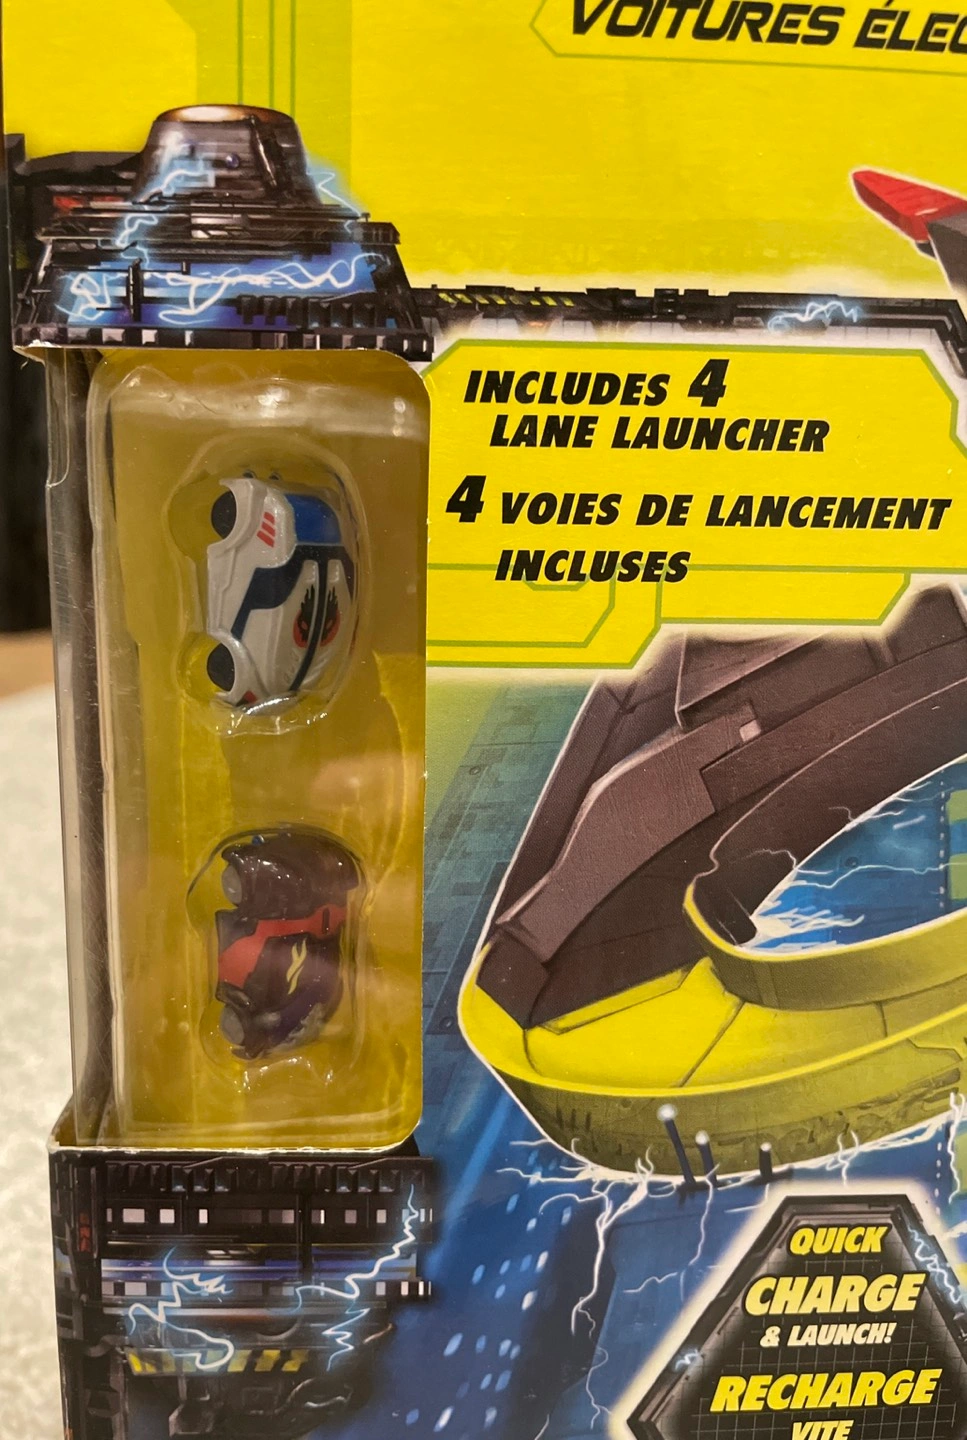 VOITURES ÉLEC
INCLUDES 4
LANE LAUNCHER
4 VOIES DE LANCEMENT
INCLUSES
QUICK
CHARGE
& LAUNCH!
RECHARGE
VITE